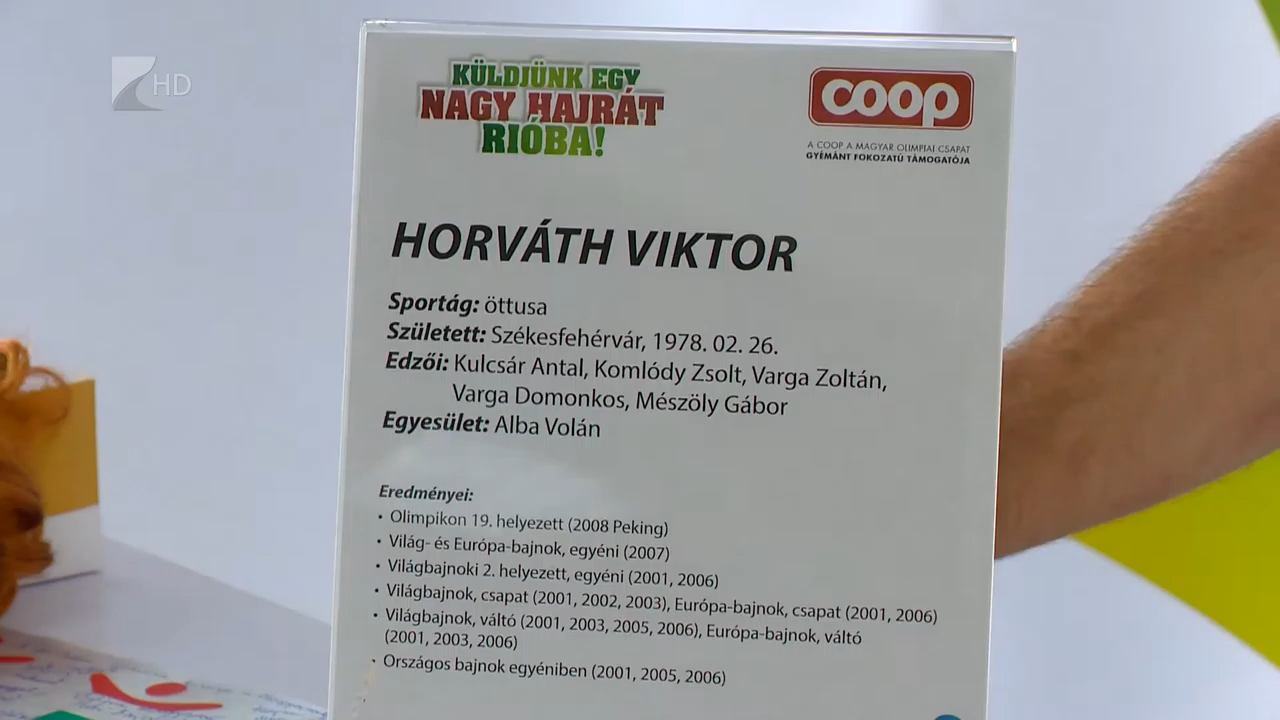 HD
KÜLDJÜNK EGY
NAGY HAJRÁT
RIÓBA!
coop
A COOP A MAGYAR OLIMPIAI CSAPAT
GYÉMÁNT FOKOZATÚ TÁMOGATÓJA
HORVÁTH VIKTOR
Sportág: öttusa
Született: Székesfehérvár, 1978. 02. 26.
Edzői: Kulcsár Antal, Komlódy Zsolt, Varga Zoltán,
Varga Domonkos, Mészöly Gábor
Egyesület: Alba Volán
Eredményei:
• Olimpikon 19. helyezett (2008 Peking)
• Világ- és Európa-bajnok, egyéni (2007)
• Világbajnoki 2. helyezett, egyéni (2001, 2006)
• Világbajnok, csapat (2001, 2002, 2003), Európa-bajnok, csapat (2001, 2006)
• Világbajnok, váltó (2001, 2003, 2005, 2006), Európa-bajnok, váltó
(2001, 2003, 2006)
• Országos bajnok egyéniben (2001, 2005, 2006)